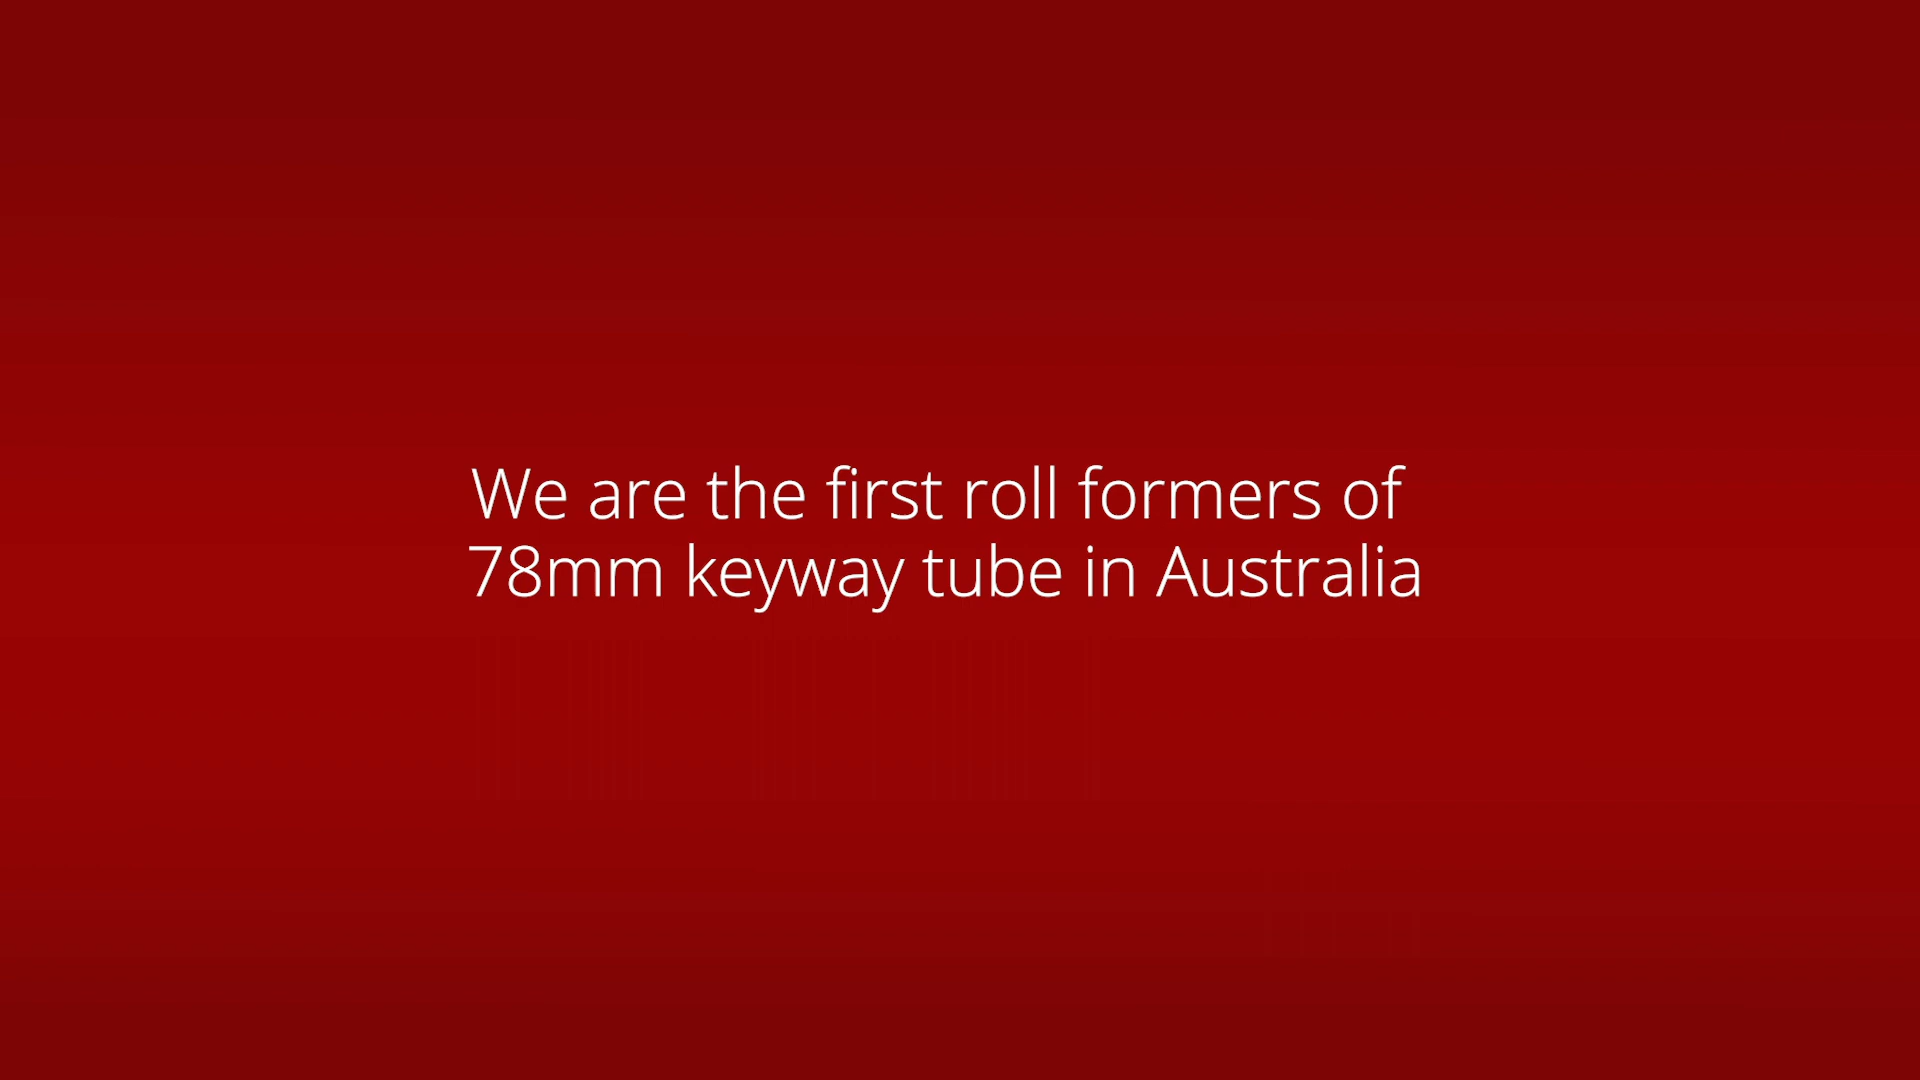 We are the first roll formers of
78mm keyway tube in Australia